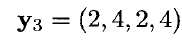 y₃ = (2, 4, 2, 4)